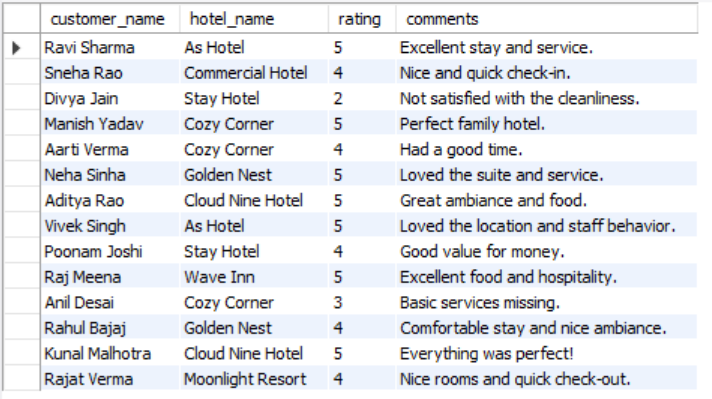 customer_name hotel_name rating comments
Ravi Sharma As Hotel 5 Excellent stay and service.
Sneha Rao Commercial Hotel 4 Nice and quick check-in.
Divya Jain Stay Hotel 2 Not satisfied with the cleanliness.
Manish Yadav Cozy Corner 5 Perfect family hotel.
Aarti Verma Cozy Corner 4 Had a good time.
Neha Sinha Golden Nest 5 Loved the suite and service.
Aditya Rao Cloud Nine Hotel 5 Great ambiance and food.
Vivek Singh As Hotel 5 Loved the location and staff behavior.
Poonam Joshi Stay Hotel 4 Good value for money.
Raj Meena Wave Inn 5 Excellent food and hospitality.
Anil Desai Cozy Corner 3 Basic services missing.
Rahul Bajaj Golden Nest 4 Comfortable stay and nice ambiance.
Kunal Malhotra Cloud Nine Hotel 5 Everything was perfect!
Rajat Verma Moonlight Resort 4 Nice rooms and quick check-out.